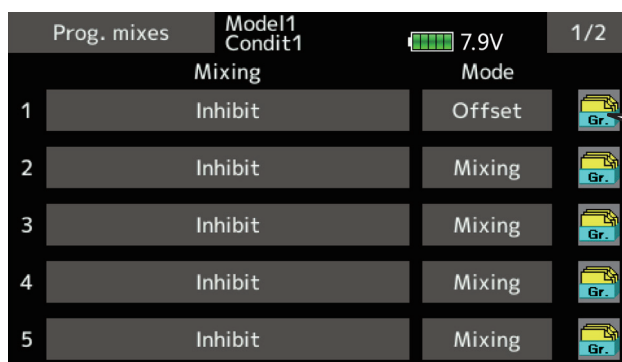 Prog. mixes Model1 Condit1 7.9V 1/2
Mixing Mode
1 Inhibit Offset Gr.
2 Inhibit Mixing Gr.
3 Inhibit Mixing Gr.
4 Inhibit Mixing Gr.
5 Inhibit Mixing Gr.